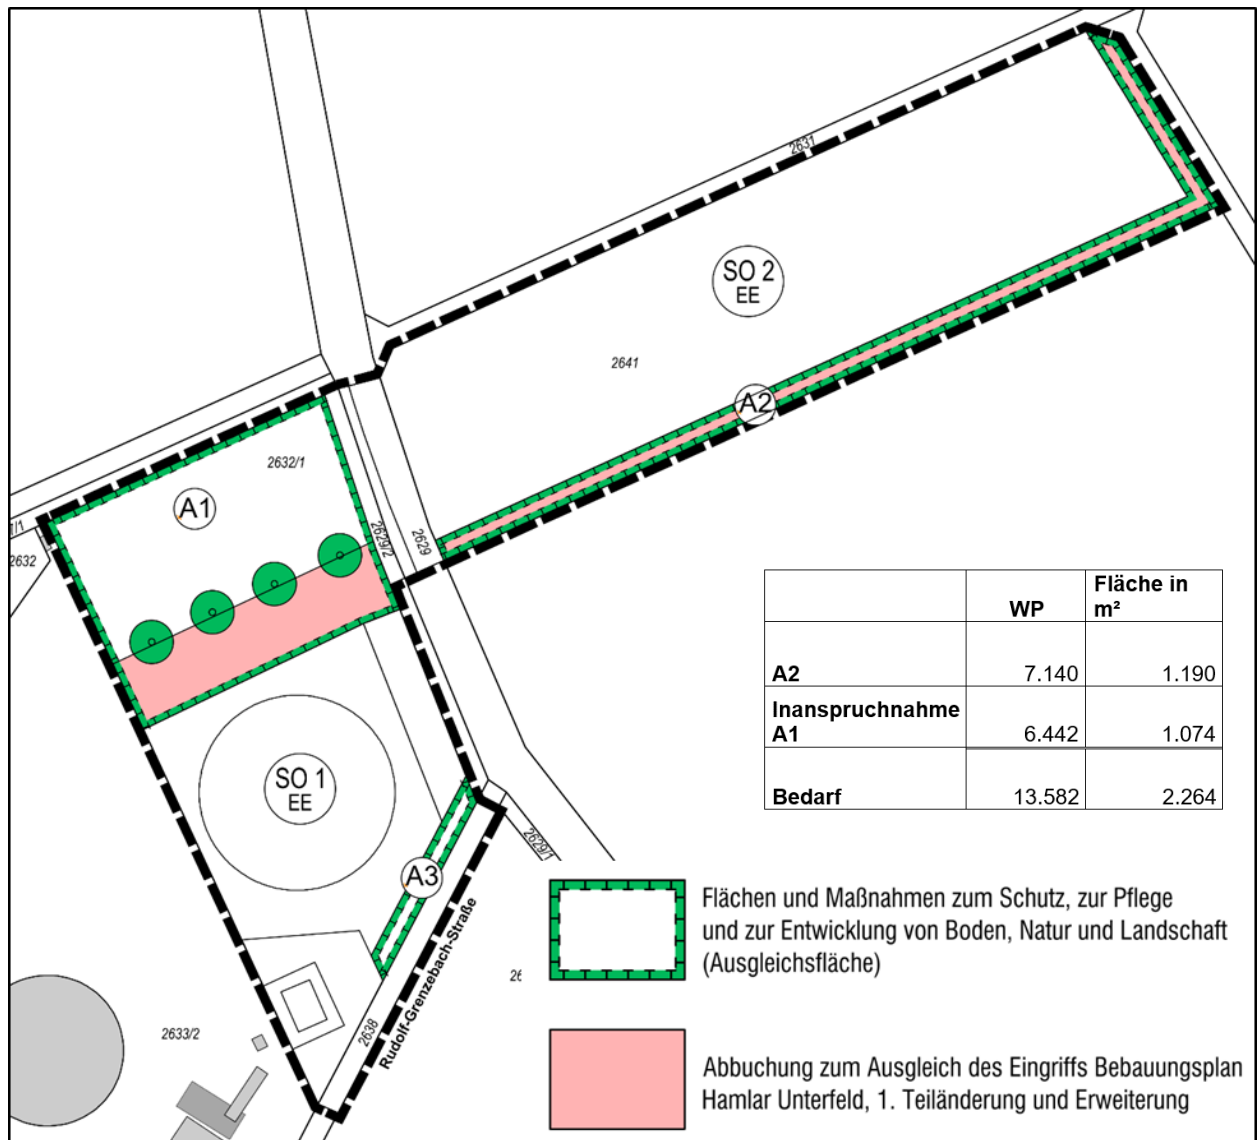 2631
SO 2
EE
2641
A2
2632/1
A1
7/1
2632
2629/2
2629
WP
Fläche in
m²
A2 7.140 1.190
Inanspruchnahme
A1 6.442 1.074
Bedarf 13.582 2.264
SO 1
EE
2629/1
A3
Rudolf-Grenzebach-Straße
2638
2633/2
Flächen und Maßnahmen zum Schutz, zur Pflege
und zur Entwicklung von Boden, Natur und Landschaft
(Ausgleichsfläche)
Abbuchung zum Ausgleich des Eingriffs Bebauungsplan
Hamlar Unterfeld, 1. Teiländerung und Erweiterung